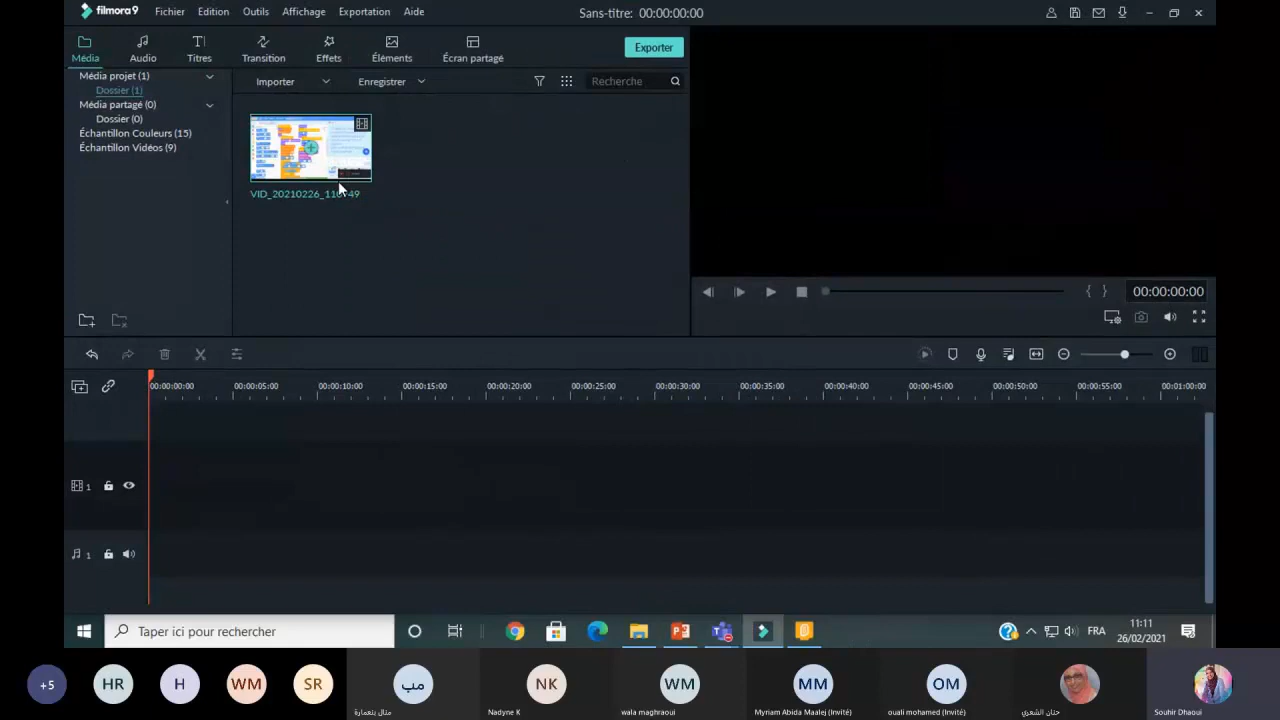 filmora9 Fichier Edition Outils Affichage Exportation Aide Sans-titre: 00:00:00:00
Média Audio Titres Transition Effets Éléments Écran partagé Exporter
Média projet (1)
Dossier (1)
Média partagé (0)
Dossier (0)
Échantillon Couleurs (15)
Échantillon Vidéos (9)
Importer Enregistrer Recherche
00:00:00:00
00:00:00:00 00:00:05:00 00:00:10:00 00:00:15:00 00:00:20:00 00:00:25:00 00:00:30:00 00:00:35:00 00:00:40:00 00:00:45:00 00:00:50:00 00:00:55:00 00:01:00:00
1
1
Taper ici pour rechercher
FRA
11:11
26/02/2021
+5 HR H WM SR مب NK WM MM OM
منال بنعمارة Nadyne K wala maghraoui Myriam Abida Maalej (Invité) ouali mohamed (Invité) حنان الشعري Souhir Dhaoui